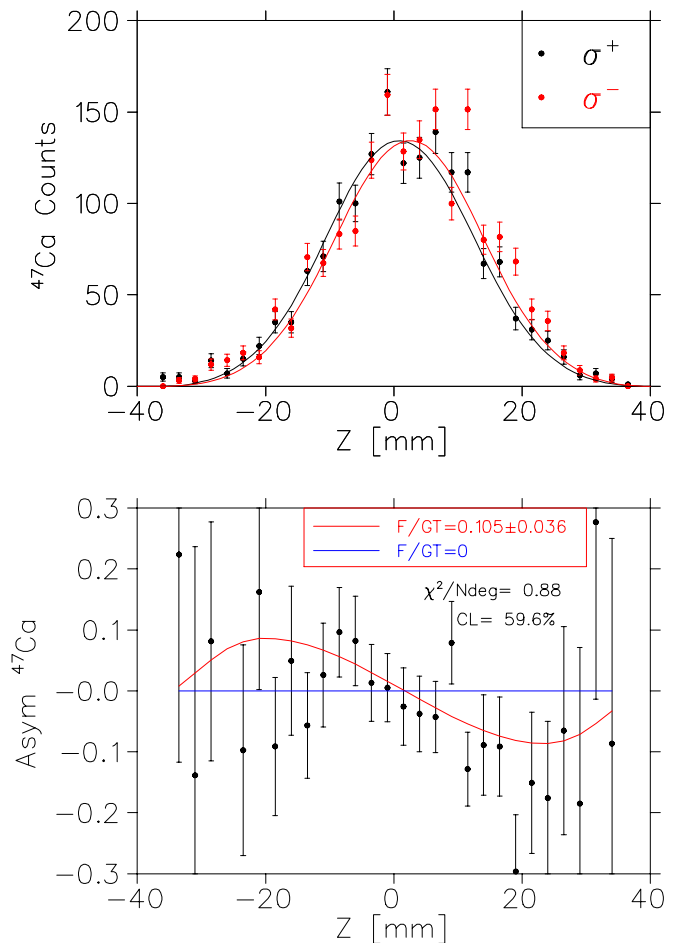 200
150
100
50
0
⁴⁷Ca Counts
σ⁺
σ⁻
−40 −20 0 20 40
Z [mm]
0.3
0.2
0.1
−0.0
−0.1
−0.2
−0.3
Asym ⁴⁷Ca
F/GT=0.105±0.036
F/GT=0
χ²/Ndeg= 0.88
CL= 59.6%
−40 −20 0 20 40
Z [mm]